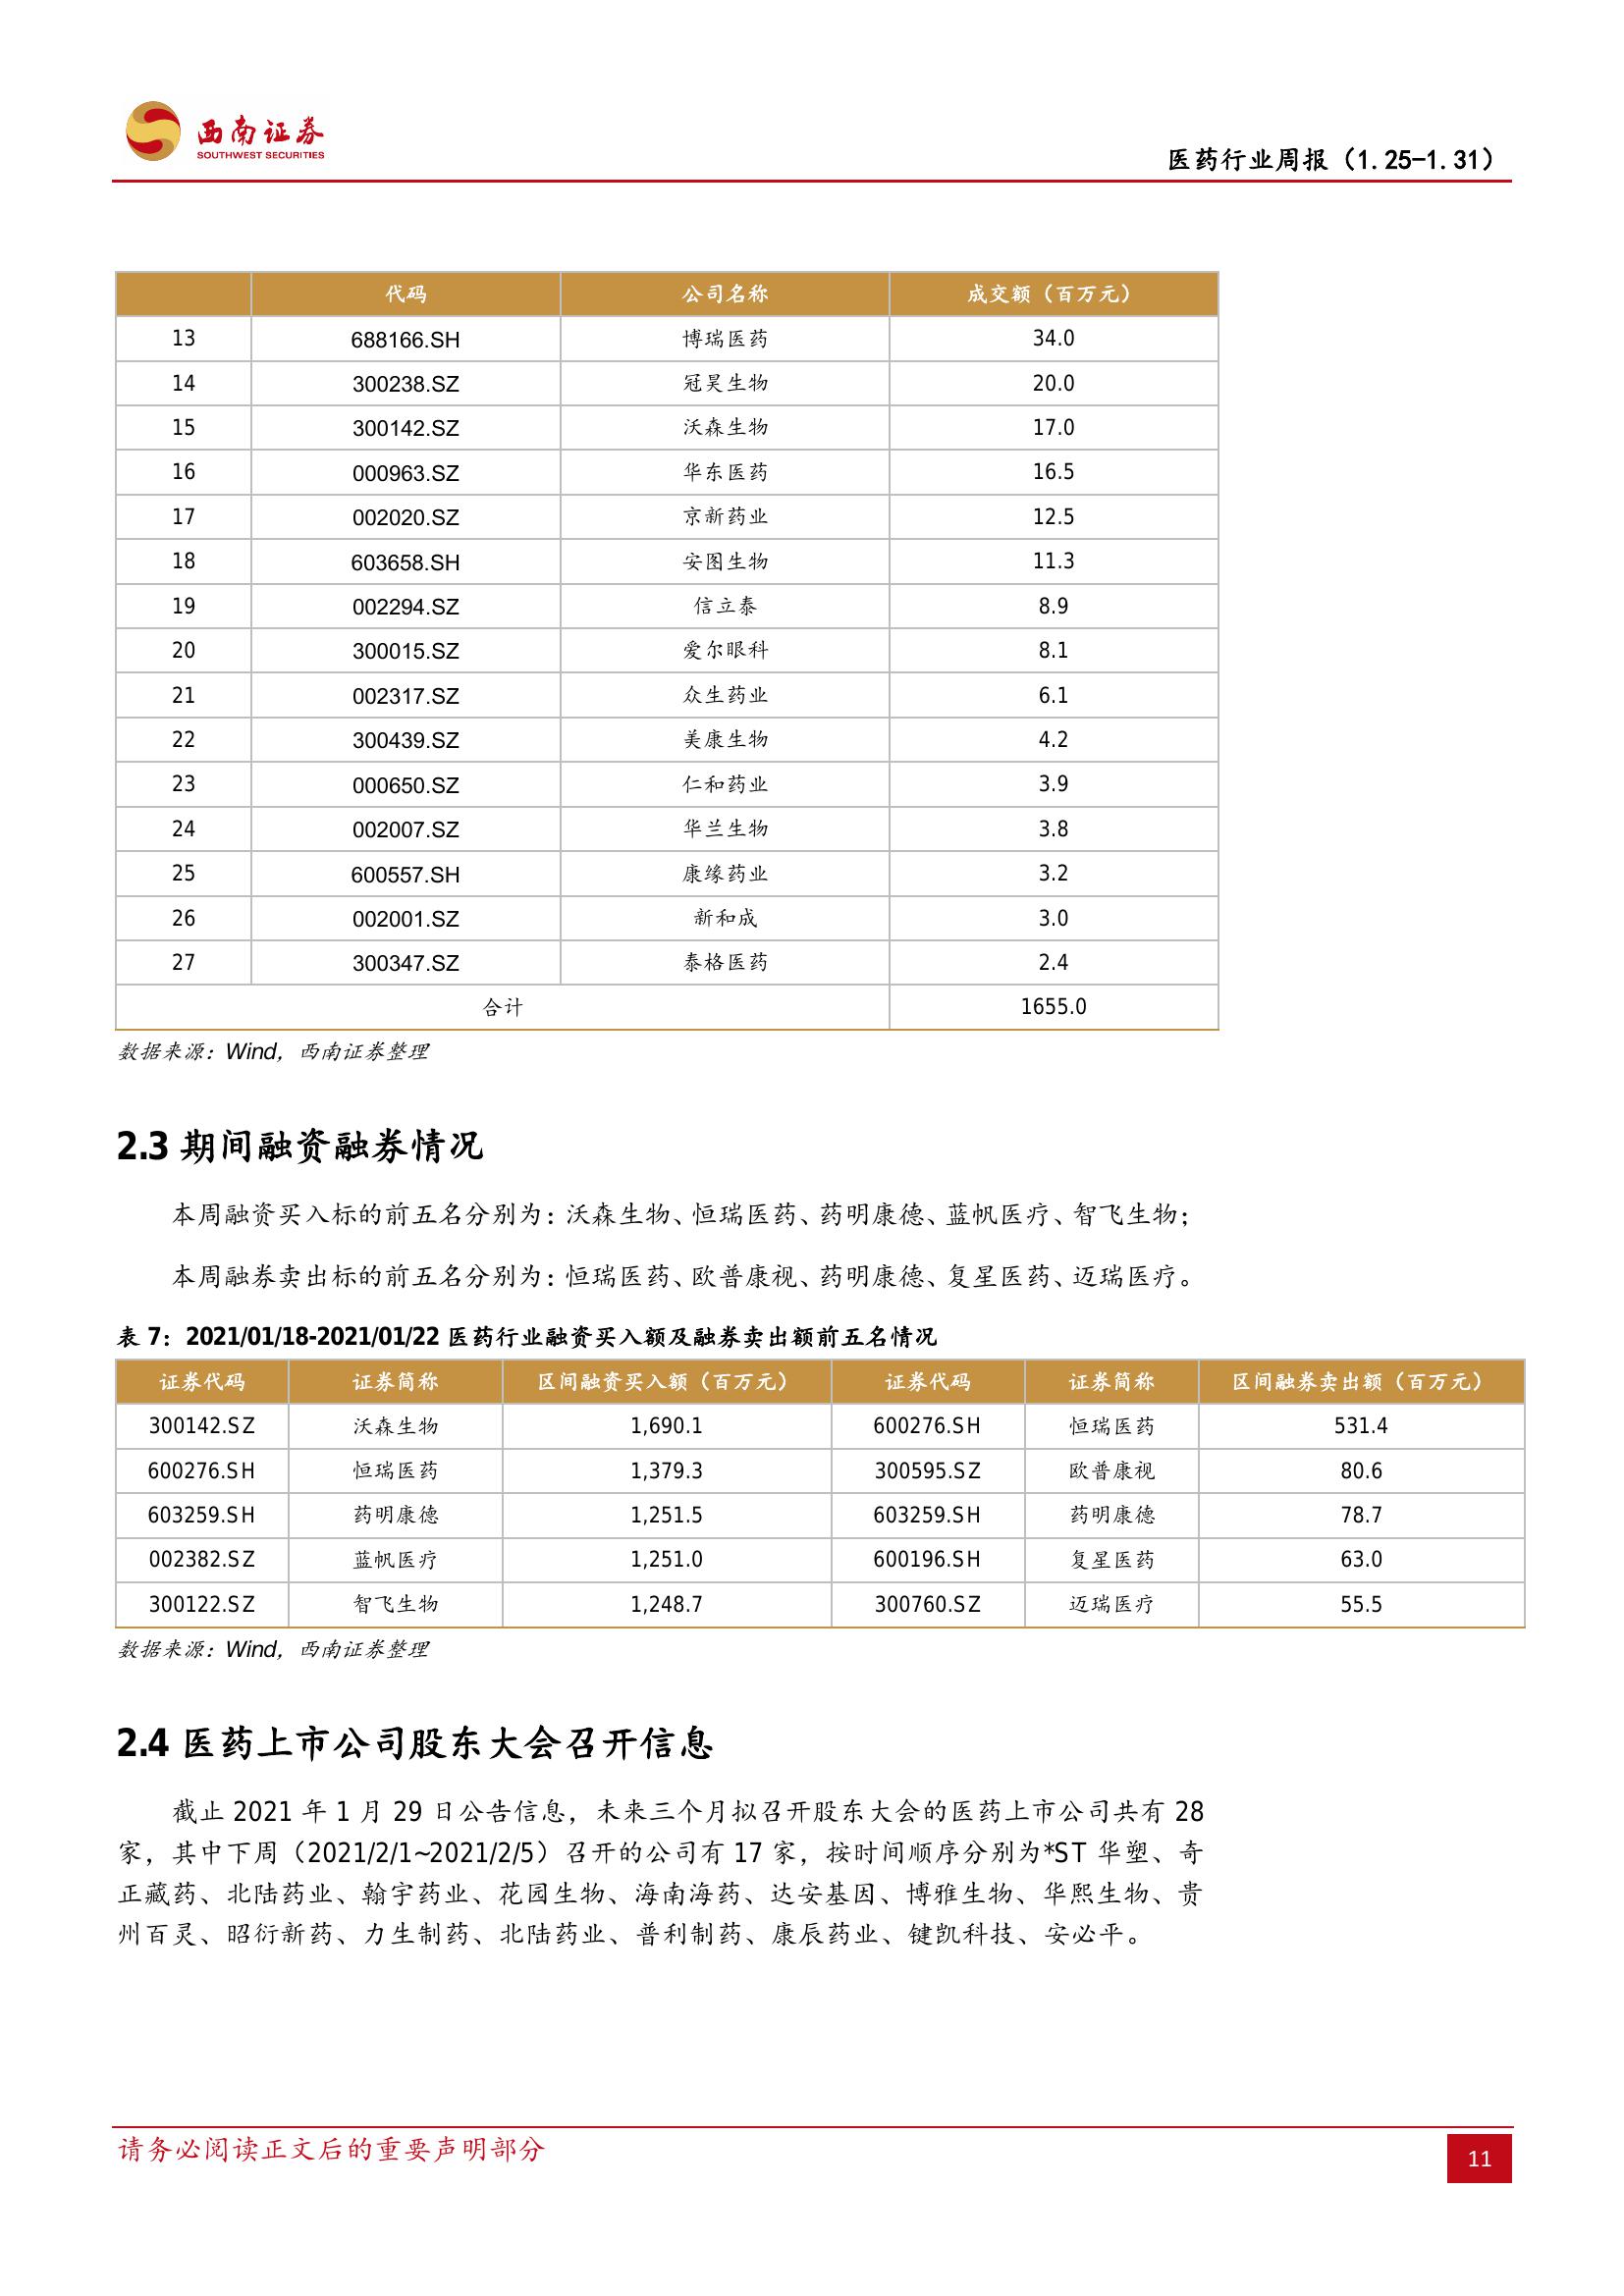 西南证券
SOUTHWEST SECURITIES
医药行业周报（1.25-1.31）
代码 公司名称 成交额（百万元）
13 688166.SH 博瑞医药 34.0
14 300238.SZ 冠昊生物 20.0
15 300142.SZ 沃森生物 17.0
16 000963.SZ 华东医药 16.5
17 002020.SZ 京新药业 12.5
18 603658.SH 安图生物 11.3
19 002294.SZ 信立泰 8.9
20 300015.SZ 爱尔眼科 8.1
21 002317.SZ 众生药业 6.1
22 300439.SZ 美康生物 4.2
23 000650.SZ 仁和药业 3.9
24 002007.SZ 华兰生物 3.8
25 600557.SH 康缘药业 3.2
26 002001.SZ 新和成 3.0
27 300347.SZ 泰格医药 2.4
合计 1655.0
数据来源：Wind，西南证券整理
2.3 期间融资融券情况
本周融资买入标的前五名分别为：沃森生物、恒瑞医药、药明康德、蓝帆医疗、智飞生物；
本周融券卖出标的前五名分别为：恒瑞医药、欧普康视、药明康德、复星医药、迈瑞医疗。
表 7：2021/01/18-2021/01/22 医药行业融资买入额及融券卖出额前五名情况
证券代码 证券简称 区间融资买入额（百万元） 证券代码 证券简称 区间融券卖出额（百万元）
300142.SZ 沃森生物 1,690.1 600276.SH 恒瑞医药 531.4
600276.SH 恒瑞医药 1,379.3 300595.SZ 欧普康视 80.6
603259.SH 药明康德 1,251.5 603259.SH 药明康德 78.7
002382.SZ 蓝帆医疗 1,251.0 600196.SH 复星医药 63.0
300122.SZ 智飞生物 1,248.7 300760.SZ 迈瑞医疗 55.5
数据来源：Wind，西南证券整理
2.4 医药上市公司股东大会召开信息
截止 2021 年 1 月 29 日公告信息，未来三个月拟召开股东大会的医药上市公司共有 28
家，其中下周（2021/2/1~2021/2/5）召开的公司有 17 家，按时间顺序分别为*ST 华塑、奇
正藏药、北陆药业、翰宇药业、花园生物、海南海药、达安基因、博雅生物、华熙生物、贵
州百灵、昭衍新药、力生制药、北陆药业、普利制药、康辰药业、键凯科技、安必平。
请务必阅读正文后的重要声明部分
11